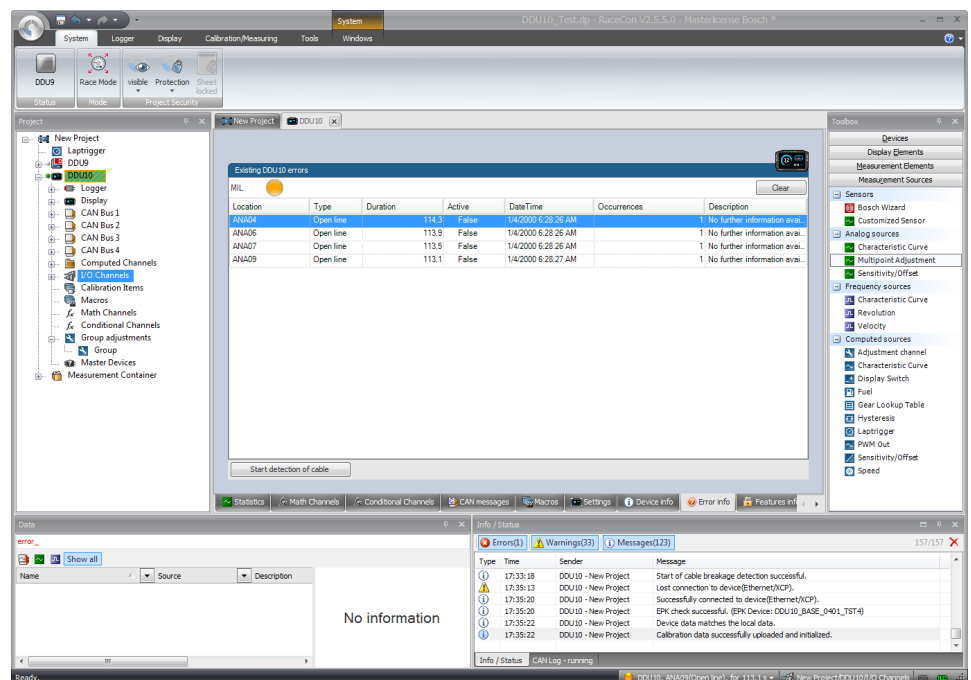 System
DDU10_Test.rlp - RaceCon V2.5.5.0 - Masterlicense Bosch *
System Logger Display Calibration/Measuring Tools Windows
DDU9 Race Mode visible Protection Sheet locked
Status Mode Project Security
Project
New Project
Laptrigger
DDU9
DDU10
Logger
Display
CAN Bus 1
CAN Bus 2
CAN Bus 3
CAN Bus 4
Computed Channels
I/O Channels
Calibration Items
Macros
Math Channels
Conditional Channels
Group adjustments
Group
Master Devices
Measurement Container
New Project DDU10
Existing DDU10 errors
MIL Clear
Location Type Duration Active DateTime Occurrences Description
ANA04 Open line 114,3 False 1/4/2000 6:28:26 AM 1 No further information avai...
ANA06 Open line 113,9 False 1/4/2000 6:28:26 AM 1 No further information avai...
ANA07 Open line 113,5 False 1/4/2000 6:28:26 AM 1 No further information avai...
ANA09 Open line 113,1 False 1/4/2000 6:28:27 AM 1 No further information avai...
Start detection of cable
Statistics Math Channels Conditional Channels CAN messages Macros Settings Device info Error info Features inf
Toolbox
Devices
Display Elements
Measurement Elements
Measurement Sources
Sensors
Bosch Wizard
Customized Sensor
Analog sources
Characteristic Curve
Multipoint Adjustment
Sensitivity/Offset
Frequency sources
Characteristic Curve
Revolution
Velocity
Computed sources
Adjustment channel
Characteristic Curve
Display Switch
Fuel
Gear Lookup Table
Hysteresis
Laptrigger
PWM Out
Sensitivity/Offset
Speed
Data
error_
Show all
Name Source Description
No information
Info / Status
Errors(1) Warnings(33) Messages(123) 157/157
Type Time Sender Message
17:33:18 DDU10 - New Project Start of cable breakage detection successful.
17:35:13 DDU10 - New Project Lost connection to device(Ethernet/XCP).
17:35:20 DDU10 - New Project Successfully connected to device(Ethernet/XCP).
17:35:20 DDU10 - New Project EPK check successful. (EPK Device: DDU10_BASE_0401_TST4)
17:35:22 DDU10 - New Project Device data matches the local data.
17:35:22 DDU10 - New Project Calibration data successfully uploaded and initialized.
Info / Status CAN Log - running
Ready. DDU10, ANA09(Open line), for 113.1 s New Project/DDU10/I/O Channels